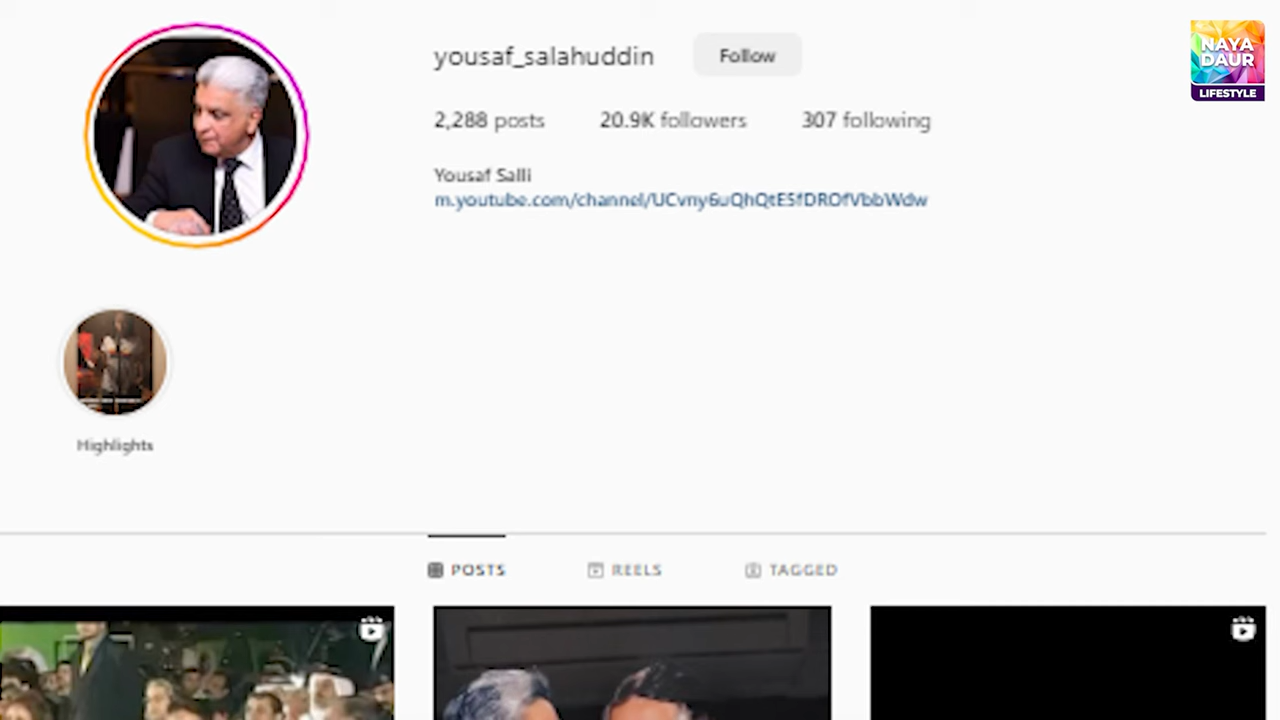 yousaf_salahuddin Follow
2,288 posts 20.9K followers 307 following
Yousaf Salli
m.youtube.com/channel/UCvny6uQhQtESfDROfVbbWdw
Highlights
POSTS REELS TAGGED
NAYA
DAUR
LIFESTYLE